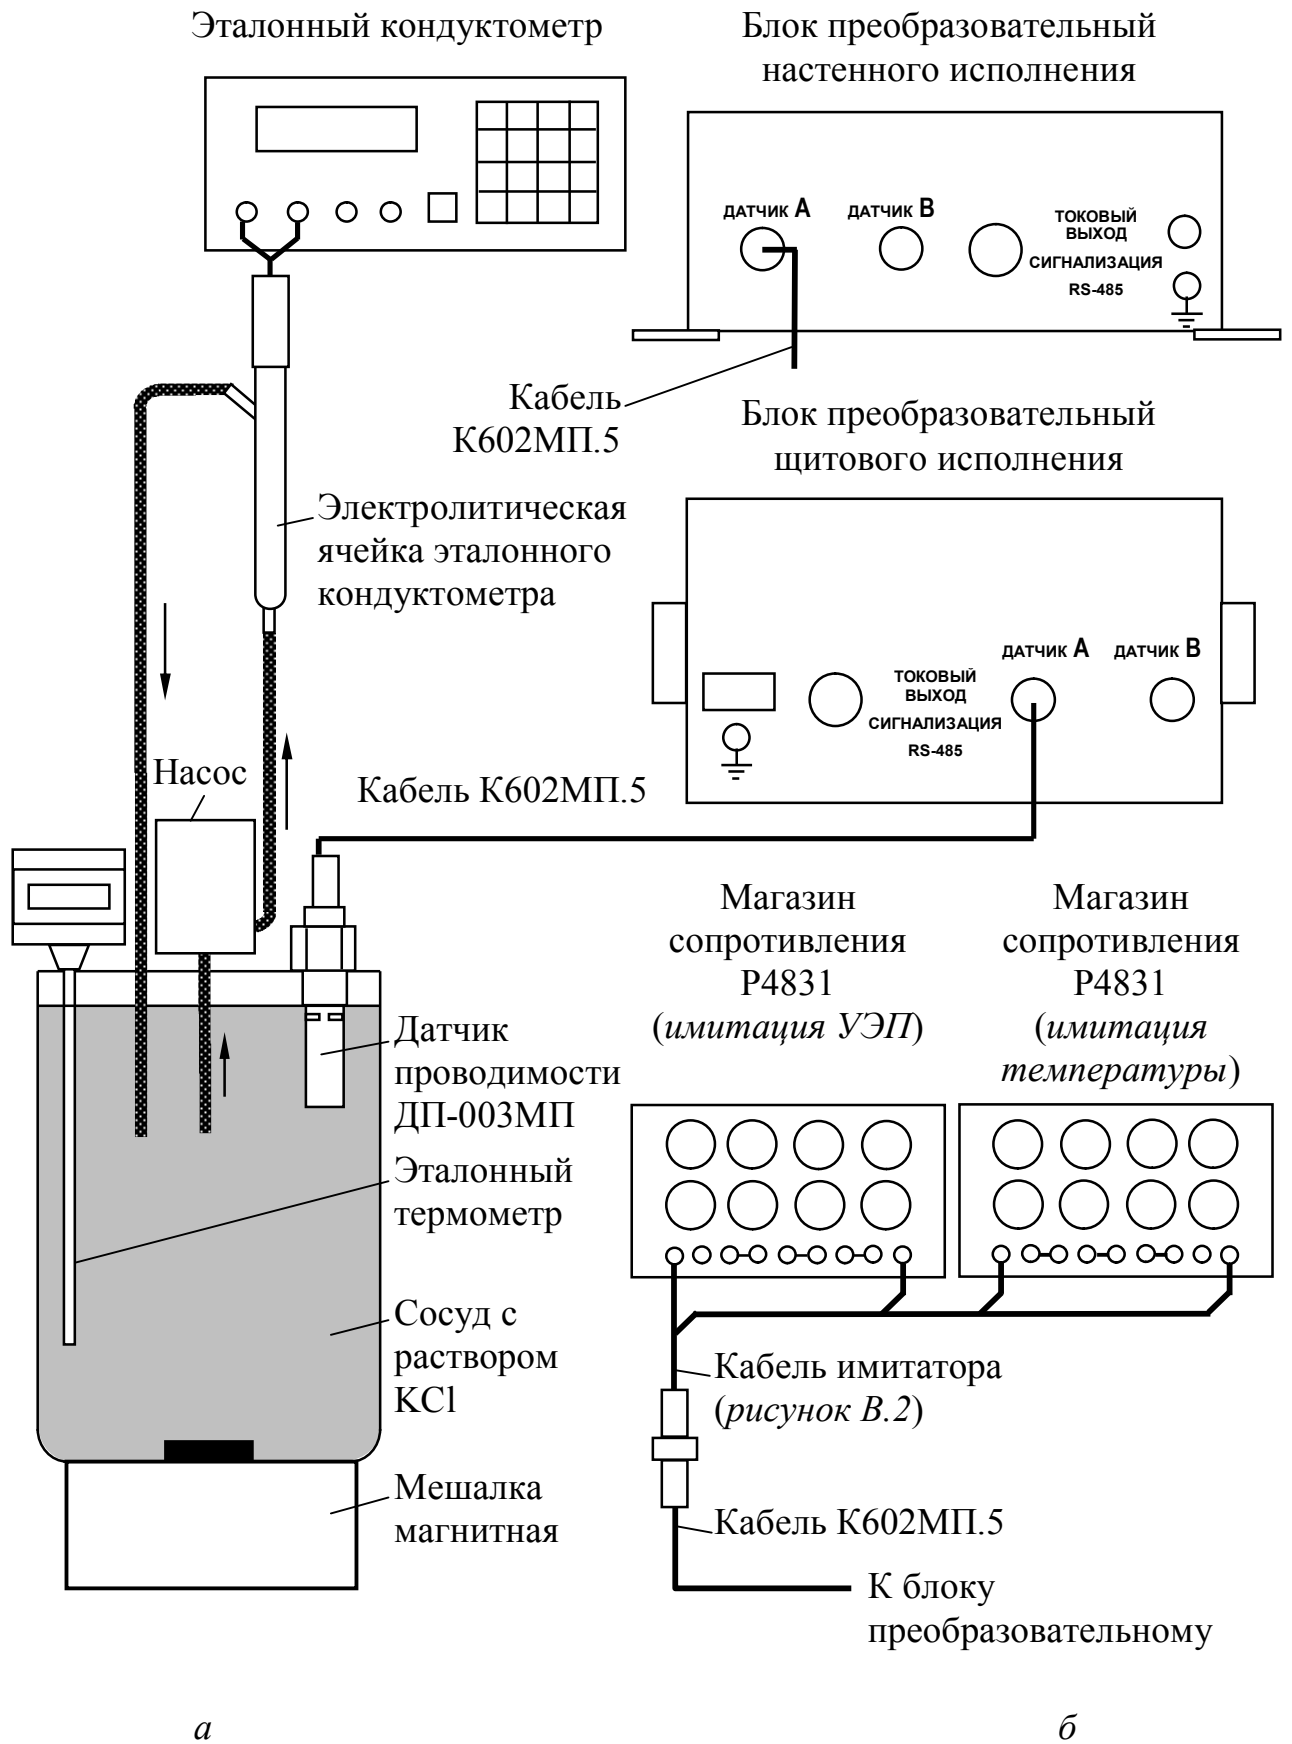 Эталонный кондуктометр
Блок преобразовательный
настенного исполнения
ДАТЧИК А
ДАТЧИК В
ТОКОВЫЙ
ВЫХОД
СИГНАЛИЗАЦИЯ
RS-485
Кабель
К602МП.5
Блок преобразовательный
щитового исполнения
Электролитическая
ячейка эталонного
кондуктометра
ДАТЧИК А
ДАТЧИК В
ТОКОВЫЙ
ВЫХОД
СИГНАЛИЗАЦИЯ
RS-485
Насос
Кабель К602МП.5
Магазин
сопротивления
Р4831
(имитация УЭП)
Магазин
сопротивления
Р4831
(имитация
температуры)
Датчик
проводимости
ДП-003МП
Эталонный
термометр
Сосуд с
раствором
KCl
Кабель имитатора
(рисунок В.2)
Мешалка
магнитная
Кабель К602МП.5
К блоку
преобразовательному
а
б